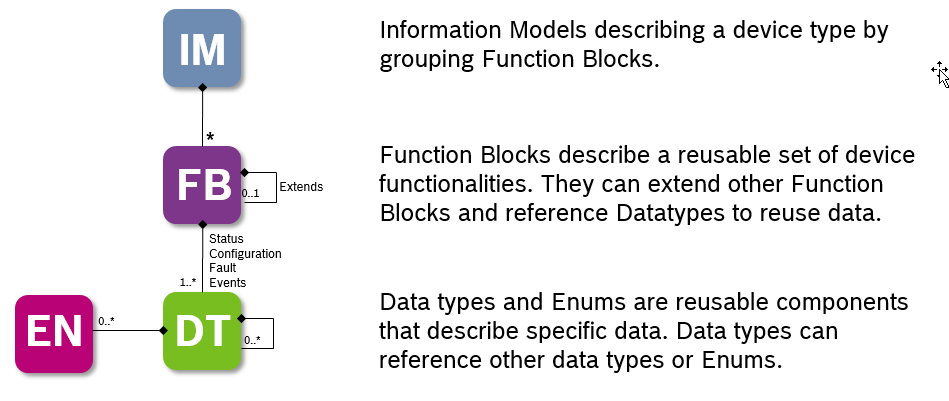 IM
Information Models describing a device type by
grouping Function Blocks.
*
FB
0..1
Extends
Function Blocks describe a reusable set of device
functionalities. They can extend other Function
Blocks and reference Datatypes to reuse data.
Status
Configuration
Fault
1..* Events
EN
0..*
DT
0..*
Data types and Enums are reusable components
that describe specific data. Data types can
reference other data types or Enums.